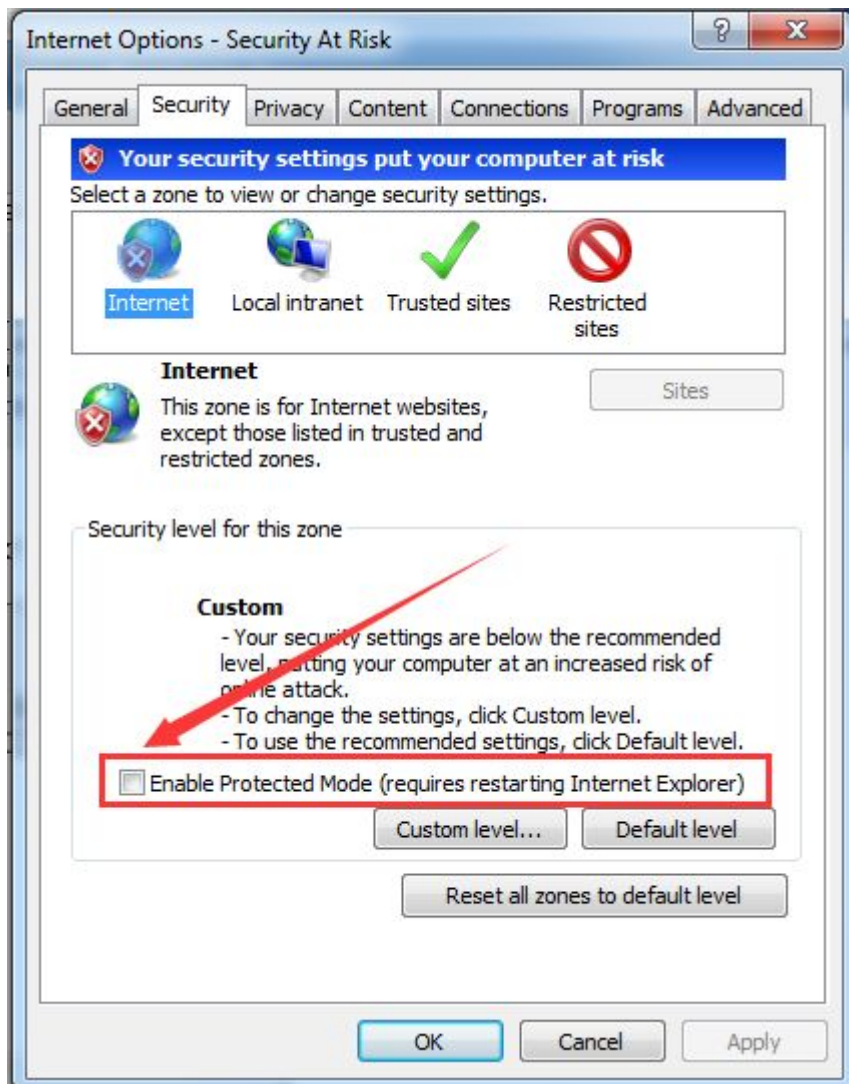 Internet Options - Security At Risk
General Security Privacy Content Connections Programs Advanced
Your security settings put your computer at risk
Select a zone to view or change security settings.
Internet Local intranet Trusted sites Restricted
sites
Internet
Sites
This zone is for Internet websites,
except those listed in trusted and
restricted zones.
Security level for this zone
Custom
- Your security settings are below the recommended
level, putting your computer at an increased risk of
online attack.
- To change the settings, click Custom level.
- To use the recommended settings, click Default level.
Enable Protected Mode (requires restarting Internet Explorer)
Custom level... Default level
Reset all zones to default level
OK Cancel Apply